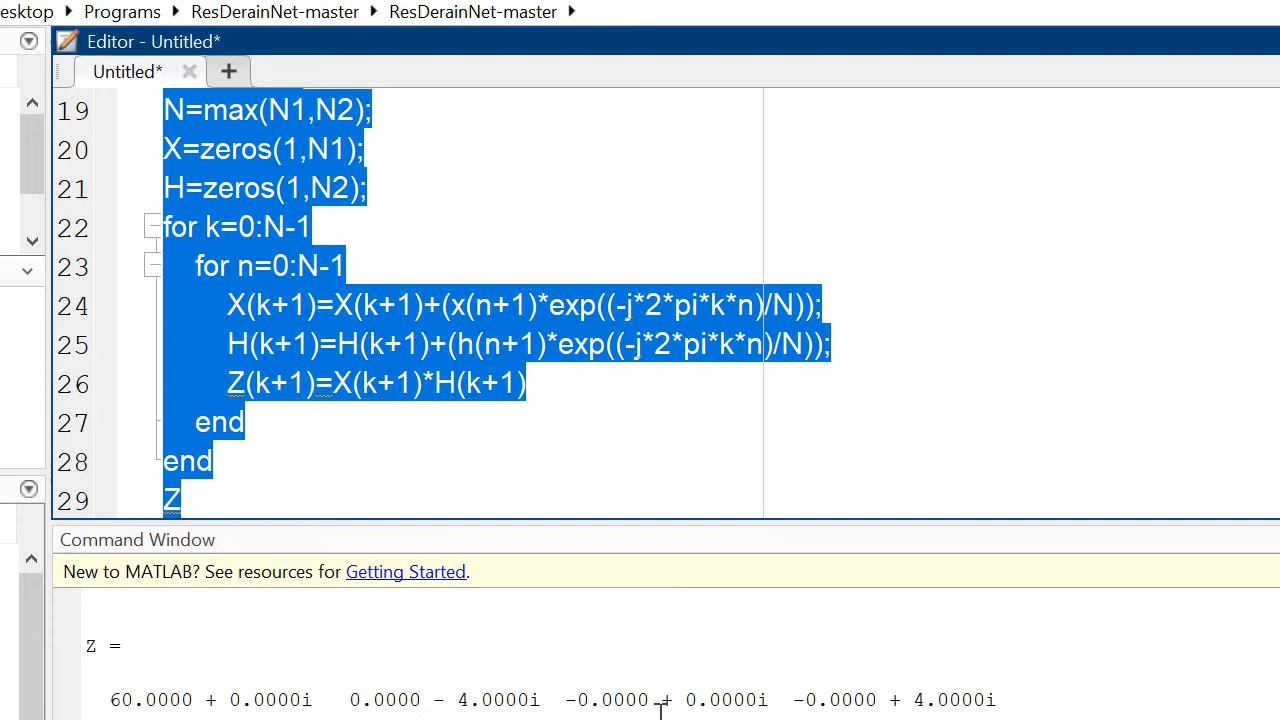 esktop ▸ Programs ▸ ResDerainNet-master ▸ ResDerainNet-master ▸
Editor - Untitled*
Untitled*
19 N=max(N1,N2);
20 X=zeros(1,N1);
21 H=zeros(1,N2);
22 for k=0:N-1
23 for n=0:N-1
24 X(k+1)=X(k+1)+(x(n+1)*exp((-j*2*pi*k*n)/N));
25 H(k+1)=H(k+1)+(h(n+1)*exp((-j*2*pi*k*n)/N));
26 Z(k+1)=X(k+1)*H(k+1)
27 end
28 end
29 Z
Command Window
New to MATLAB? See resources for Getting Started.
Z =
60.0000 + 0.0000i 0.0000 - 4.0000i -0.0000 + 0.0000i -0.0000 + 4.0000i